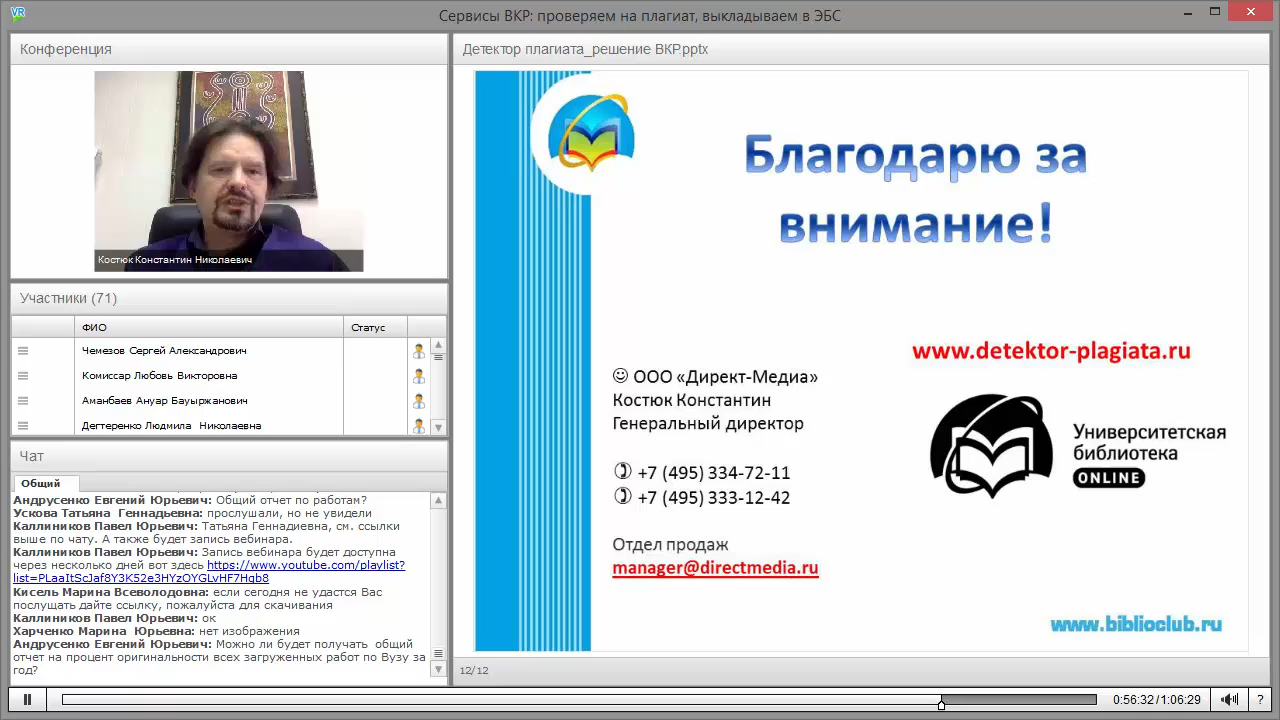 VR
Сервисы ВКР: проверяем на плагиат, выкладываем в ЭБС
Конференция
Костюк Константин Николаевич
Участники (71)
ФИО
Статус
Чемезов Сергей Александрович
Комиссар Любовь Викторовна
Аманбаев Ануар Бауыржанович
Дегтеренко Людмила Николаевна
Чат
Общий
Андрусенко Евгений Юрьевич: Общий отчет по работам?
Ускова Татьяна Геннадьевна: прослушали, но не увидели
Каллиников Павел Юрьевич: Татьяна Геннадиевна, см. ссылки
выше по чату. А также будет запись вебинара.
Каллиников Павел Юрьевич: Запись вебинара будет доступна
через несколько дней вот здесь https://www.youtube.com/playlist?
list=PLaaItScJaf8Y3K52e3HYzOYGLvHF7Hqb8
Кисель Марина Всеволодовна: если сегодня не удастся Вас
послущать дайте ссылку, пожалуйста для скачивания
Каллиников Павел Юрьевич: ок
Харченко Марина Юрьевна: нет изображения
Андрусенко Евгений Юрьевич: Можно ли будет получать общий
отчет на процент оригинальности всех загруженных работ по Вузу за
год?
Детектор плагиата_решение ВКР.pptx
Благодарю за
внимание!
www.detektor-plagiata.ru
ООО «Директ-Медиа»
Костюк Константин
Генеральный директор
+7 (495) 334-72-11
+7 (495) 333-12-42
Отдел продаж
manager@directmedia.ru
Университетская
библиотека
ONLINE
www.biblioclub.ru
12/12
0:56:32/1:06:29
?